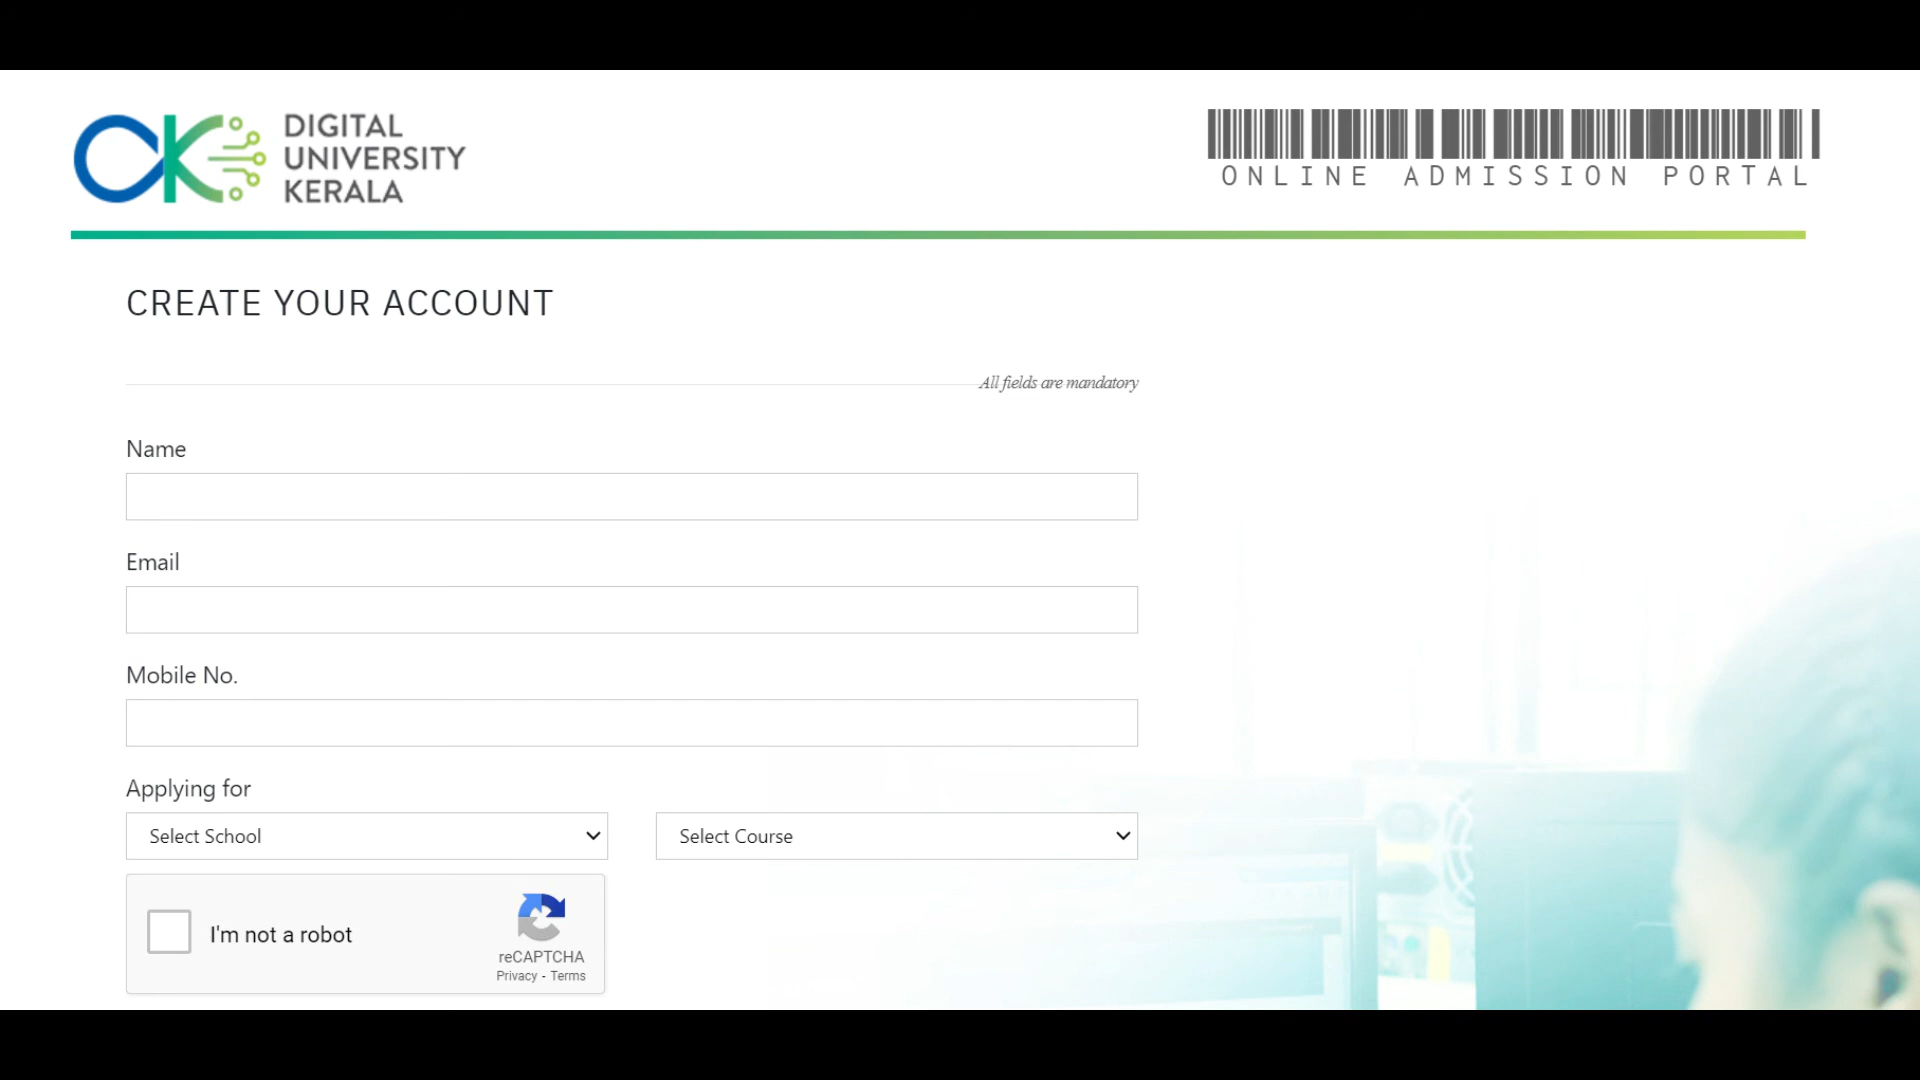 DIGITAL
UNIVERSITY
KERALA
ONLINE ADMISSION PORTAL
CREATE YOUR ACCOUNT
All fields are mandatory
Name
Email
Mobile No.
Applying for
Select School
Select Course
I'm not a robot
reCAPTCHA
Privacy - Terms